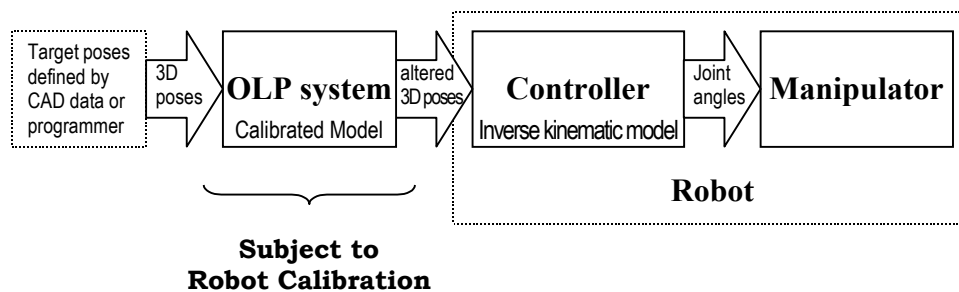 Target poses
defined by
CAD data or
programmer
3D
poses
OLP system
Calibrated Model
altered
3D poses
Controller
Inverse kinematic model
Joint
angles
Manipulator
Robot
Subject to
Robot Calibration